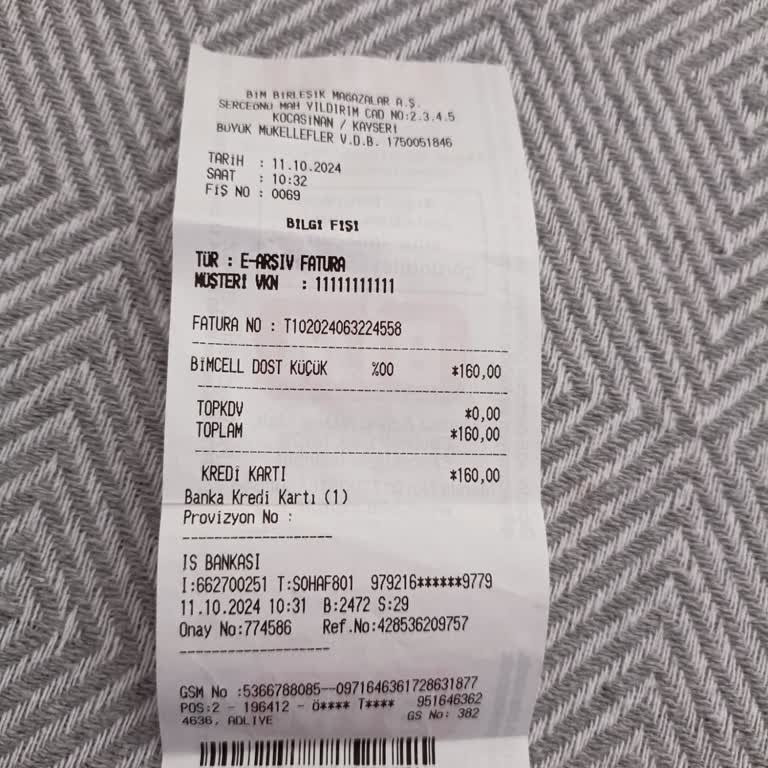 BİM BİRLEŞİK MAĞAZALAR A.Ş.
SERÇEÖNÜ MAH YILDIRIM CAD NO:2.3.4.5
KOCASİNAN / KAYSERİ
BÜYÜK MÜKELLEFLER V.D.B. 1750051846
TARİH : 11.10.2024
SAAT : 10:32
FİŞ NO : 0069
BİLGİ FİŞİ
TÜR : E-ARŞİV FATURA
MÜŞTERİ VKN : 11111111111
FATURA NO : T102024063224558
BİMCELL DOST KÜÇÜK %00 *160,00
TOPKDV *0,00
TOPLAM *160,00
KREDİ KARTI *160,00
Banka Kredi Kartı (1)
Provizyon No :
IS BANKASI
I:662700251 T:SOHAF801 979216******9779
11.10.2024 10:31 B:2472 S:29
Onay No:774586 Ref.No:428536209757
GSM No :5366788085--0971646361728631877
POS:2 - 196412 - Ö**** T**** 951646362
4636, ADLIYE GS No: 382